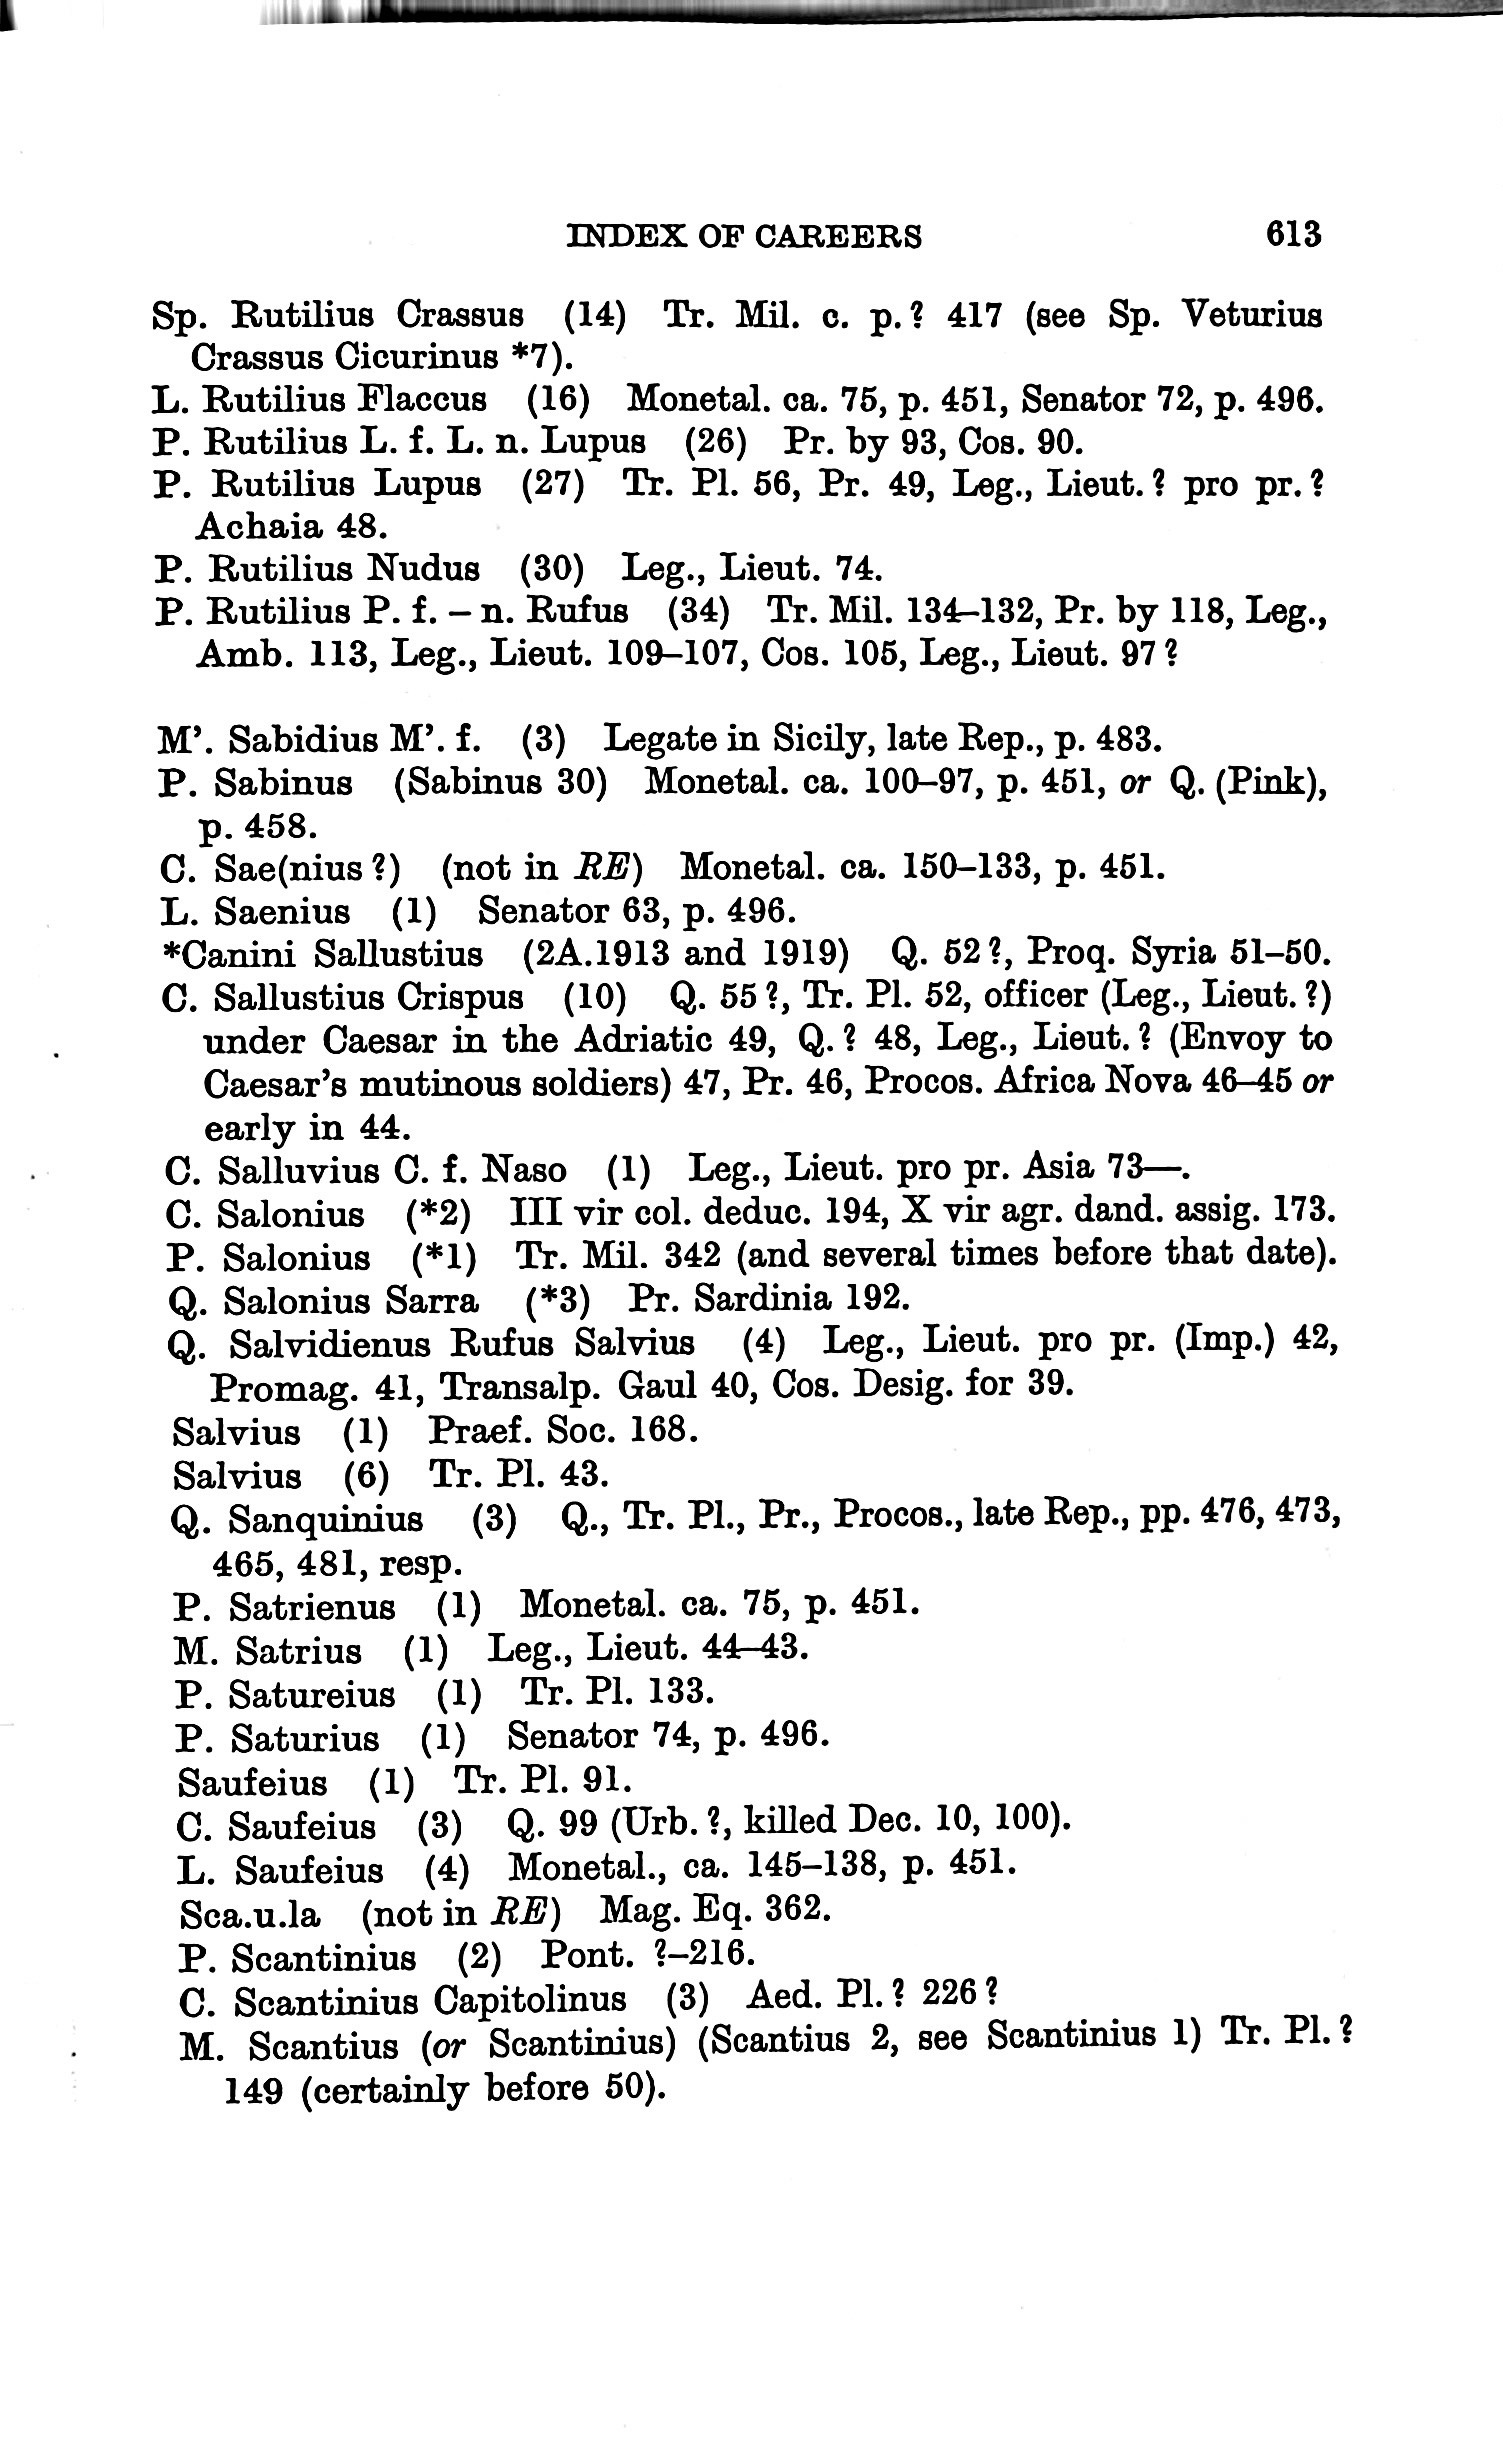 INDEX OF CAREERS 613
Sp. Rutilius Crassus (14) Tr. Mil. c. p.? 417 (see Sp. Veturius
Crassus Cicurinus *7).
L. Rutilius Flaccus (16) Monetal. ca. 75, p. 451, Senator 72, p. 496.
P. Rutilius L. f. L. n. Lupus (26) Pr. by 93, Cos. 90.
P. Rutilius Lupus (27) Tr. Pl. 56, Pr. 49, Leg., Lieut.? pro pr.?
Achaia 48.
P. Rutilius Nudus (30) Leg., Lieut. 74.
P. Rutilius P. f. – n. Rufus (34) Tr. Mil. 134–132, Pr. by 118, Leg.,
Amb. 113, Leg., Lieut. 109–107, Cos. 105, Leg., Lieut. 97?
M’. Sabidius M’. f. (3) Legate in Sicily, late Rep., p. 483.
P. Sabinus (Sabinus 30) Monetal. ca. 100–97, p. 451, or Q. (Pink),
p. 458.
C. Sae(nius?) (not in RE) Monetal. ca. 150–133, p. 451.
L. Saenius (1) Senator 63, p. 496.
*Canini Sallustius (2A.1913 and 1919) Q. 52?, Proq. Syria 51–50.
C. Sallustius Crispus (10) Q. 55?, Tr. Pl. 52, officer (Leg., Lieut.?)
under Caesar in the Adriatic 49, Q.? 48, Leg., Lieut.? (Envoy to
Caesar’s mutinous soldiers) 47, Pr. 46, Procos. Africa Nova 46–45 or
early in 44.
C. Salluvius C. f. Naso (1) Leg., Lieut. pro pr. Asia 73—.
C. Salonius (*2) III vir col. deduc. 194, X vir agr. dand. assig. 173.
P. Salonius (*1) Tr. Mil. 342 (and several times before that date).
Q. Salonius Sarra (*3) Pr. Sardinia 192.
Q. Salvidienus Rufus Salvius (4) Leg., Lieut. pro pr. (Imp.) 42,
Promag. 41, Transalp. Gaul 40, Cos. Desig. for 39.
Salvius (1) Praef. Soc. 168.
Salvius (6) Tr. Pl. 43.
Q. Sanquinius (3) Q., Tr. Pl., Pr., Procos., late Rep., pp. 476, 473,
465, 481, resp.
P. Satrienus (1) Monetal. ca. 75, p. 451.
M. Satrius (1) Leg., Lieut. 44–43.
P. Satureius (1) Tr. Pl. 133.
P. Saturius (1) Senator 74, p. 496.
Saufeius (1) Tr. Pl. 91.
C. Saufeius (3) Q. 99 (Urb.?, killed Dec. 10, 100).
L. Saufeius (4) Monetal., ca. 145–138, p. 451.
Sca.u.la (not in RE) Mag. Eq. 362.
P. Scantinius (2) Pont. ?–216.
C. Scantinius Capitolinus (3) Aed. Pl.? 226?
M. Scantius (or Scantinius) (Scantius 2, see Scantinius 1) Tr. Pl.?
149 (certainly before 50).